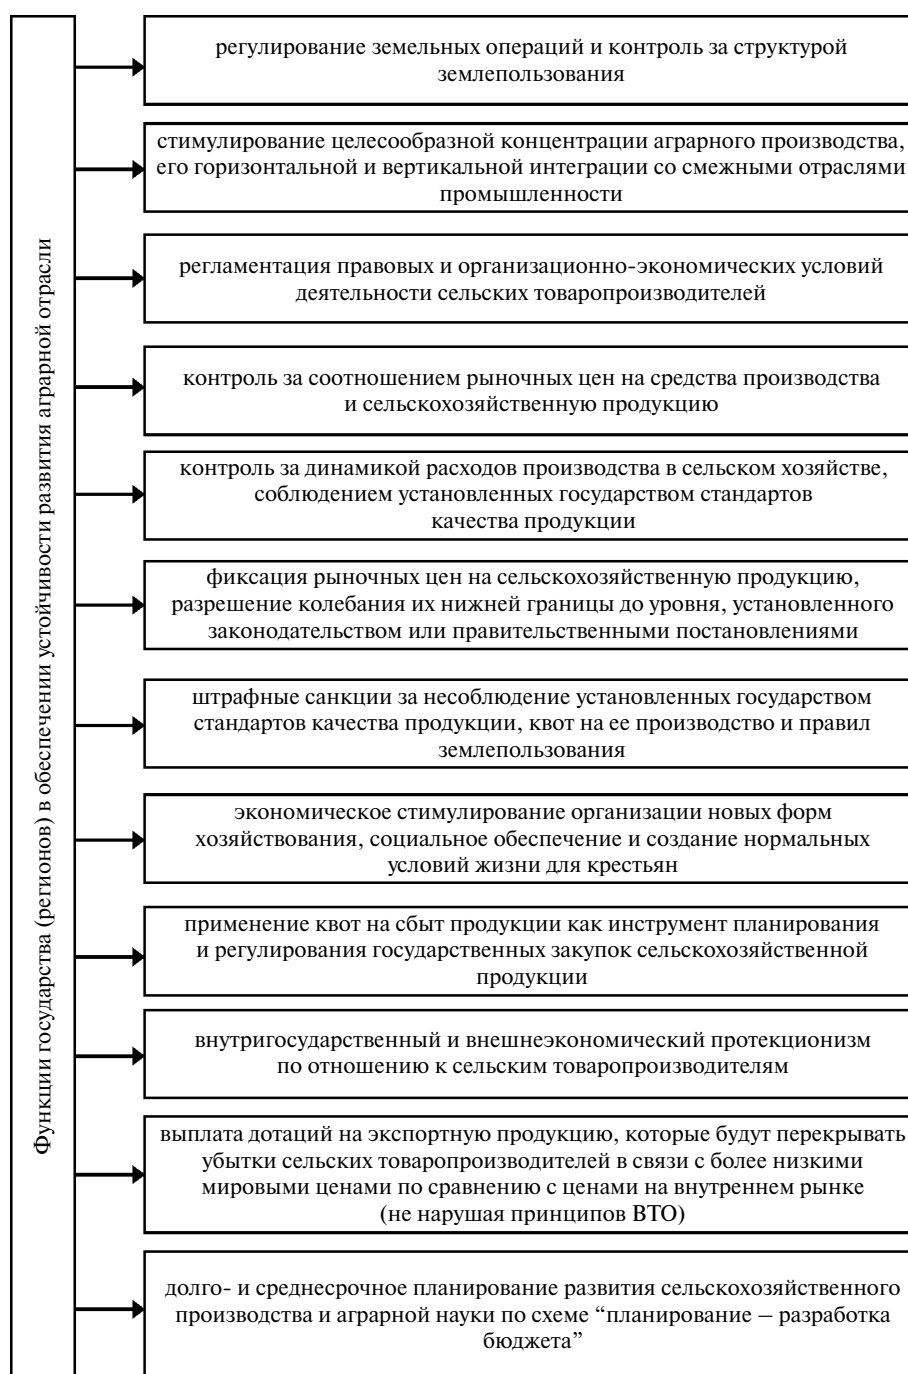 Функции государства (регионов) в обеспечении устойчивости развития аграрной отрасли
регулирование земельных операций и контроль за структурой
землепользования
стимулирование целесообразной концентрации аграрного производства,
его горизонтальной и вертикальной интеграции со смежными отраслями
промышленности
регламентация правовых и организационно-экономических условий
деятельности сельских товаропроизводителей
контроль за соотношением рыночных цен на средства производства
и сельскохозяйственную продукцию
контроль за динамикой расходов производства в сельском хозяйстве,
соблюдением установленных государством стандартов
качества продукции
фиксация рыночных цен на сельскохозяйственную продукцию,
разрешение колебания их нижней границы до уровня, установленного
законодательством или правительственными постановлениями
штрафные санкции за несоблюдение установленных государством
стандартов качества продукции, квот на ее производство и правил
землепользования
экономическое стимулирование организации новых форм
хозяйствования, социальное обеспечение и создание нормальных
условий жизни для крестьян
применение квот на сбыт продукции как инструмент планирования
и регулирования государственных закупок сельскохозяйственной
продукции
внутригосударственный и внешнеэкономический протекционизм
по отношению к сельским товаропроизводителям
выплата дотаций на экспортную продукцию, которые будут перекрывать
убытки сельских товаропроизводителей в связи с более низкими
мировыми ценами по сравнению с ценами на внутреннем рынке
(не нарушая принципов ВТО)
долго- и среднесрочное планирование развития сельскохозяйственного
производства и аграрной науки по схеме “планирование – разработка
бюджета”